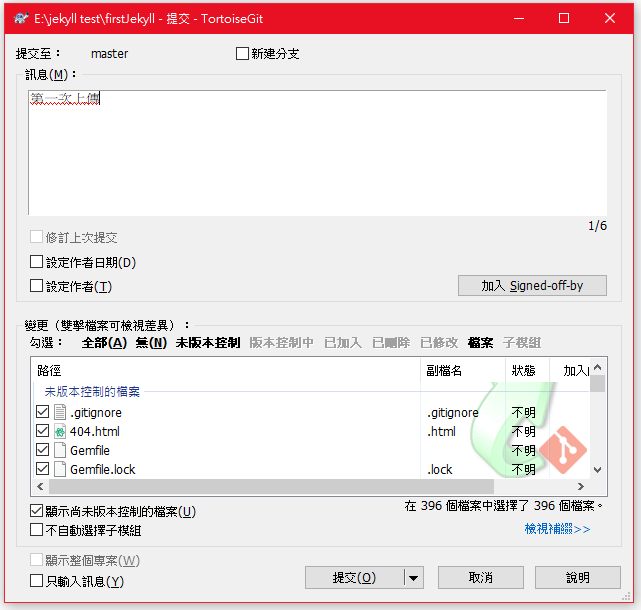 E:\jekyll test\firstJekyll - 提交 - TortoiseGit
提交至： master 新建分支
訊息(M)：
第一次上傳
1/6
修訂上次提交
設定作者日期(D)
設定作者(T)
加入 Signed-off-by
變更（雙擊檔案可檢視差異）：
勾選： 全部(A) 無(N) 未版本控制 版本控制中 已加入 已刪除 已修改 檔案 子模組
路徑 副檔名 狀態 加入
未版本控制的檔案
.gitignore .gitignore 不明
404.html .html 不明
Gemfile 不明
Gemfile.lock .lock 不明
顯示尚未版本控制的檔案(U)
在 396 個檔案中選擇了 396 個檔案。
不自動選擇子模組
檢視補綴>>
顯示整個專案(W)
只輸入訊息(Y)
提交(O) 取消 說明